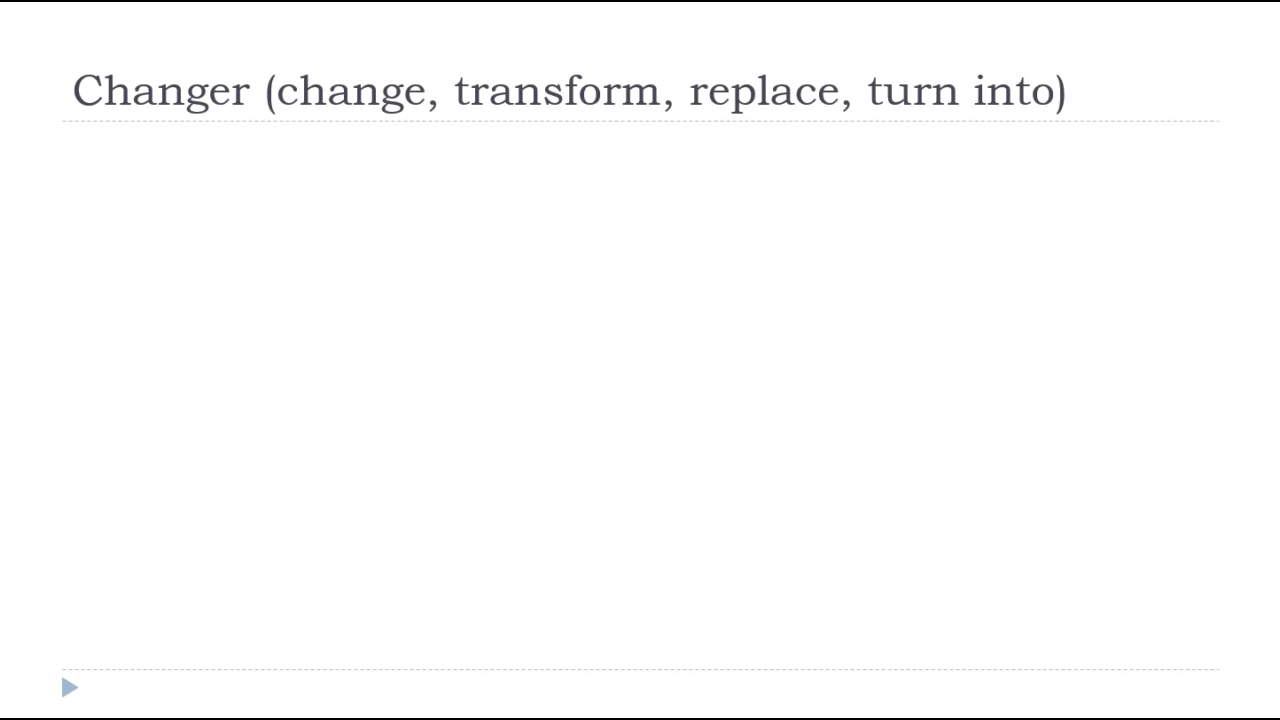 Changer (change, transform, replace, turn into)